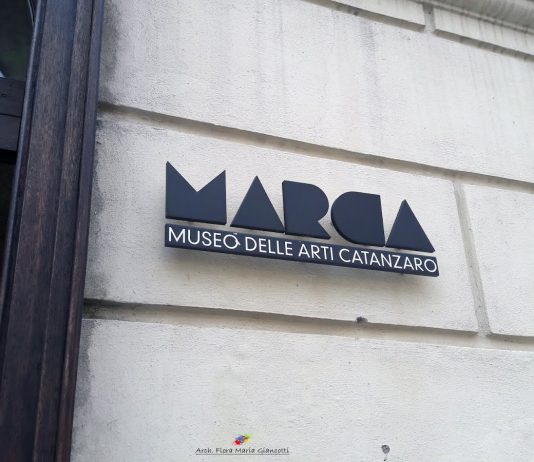 MARCA
MUSEO DELLE ARTI CATANZARO
Arch. Flora Maria Giancotti